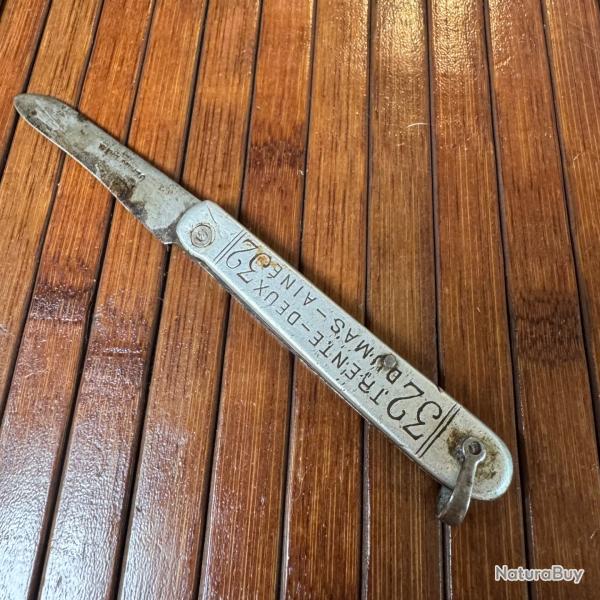 32 TRENTE-DEUX 32
DUMAS-AINÉ
NaturaBuy